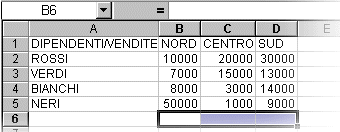 B6 =
A B C D E
1 DIPENDENTI/VENDITE NORD CENTRO SUD
2 ROSSI 10000 20000 30000
3 VERDI 7000 15000 13000
4 BIANCHI 8000 3000 14000
5 NERI 50000 1000 9000
6